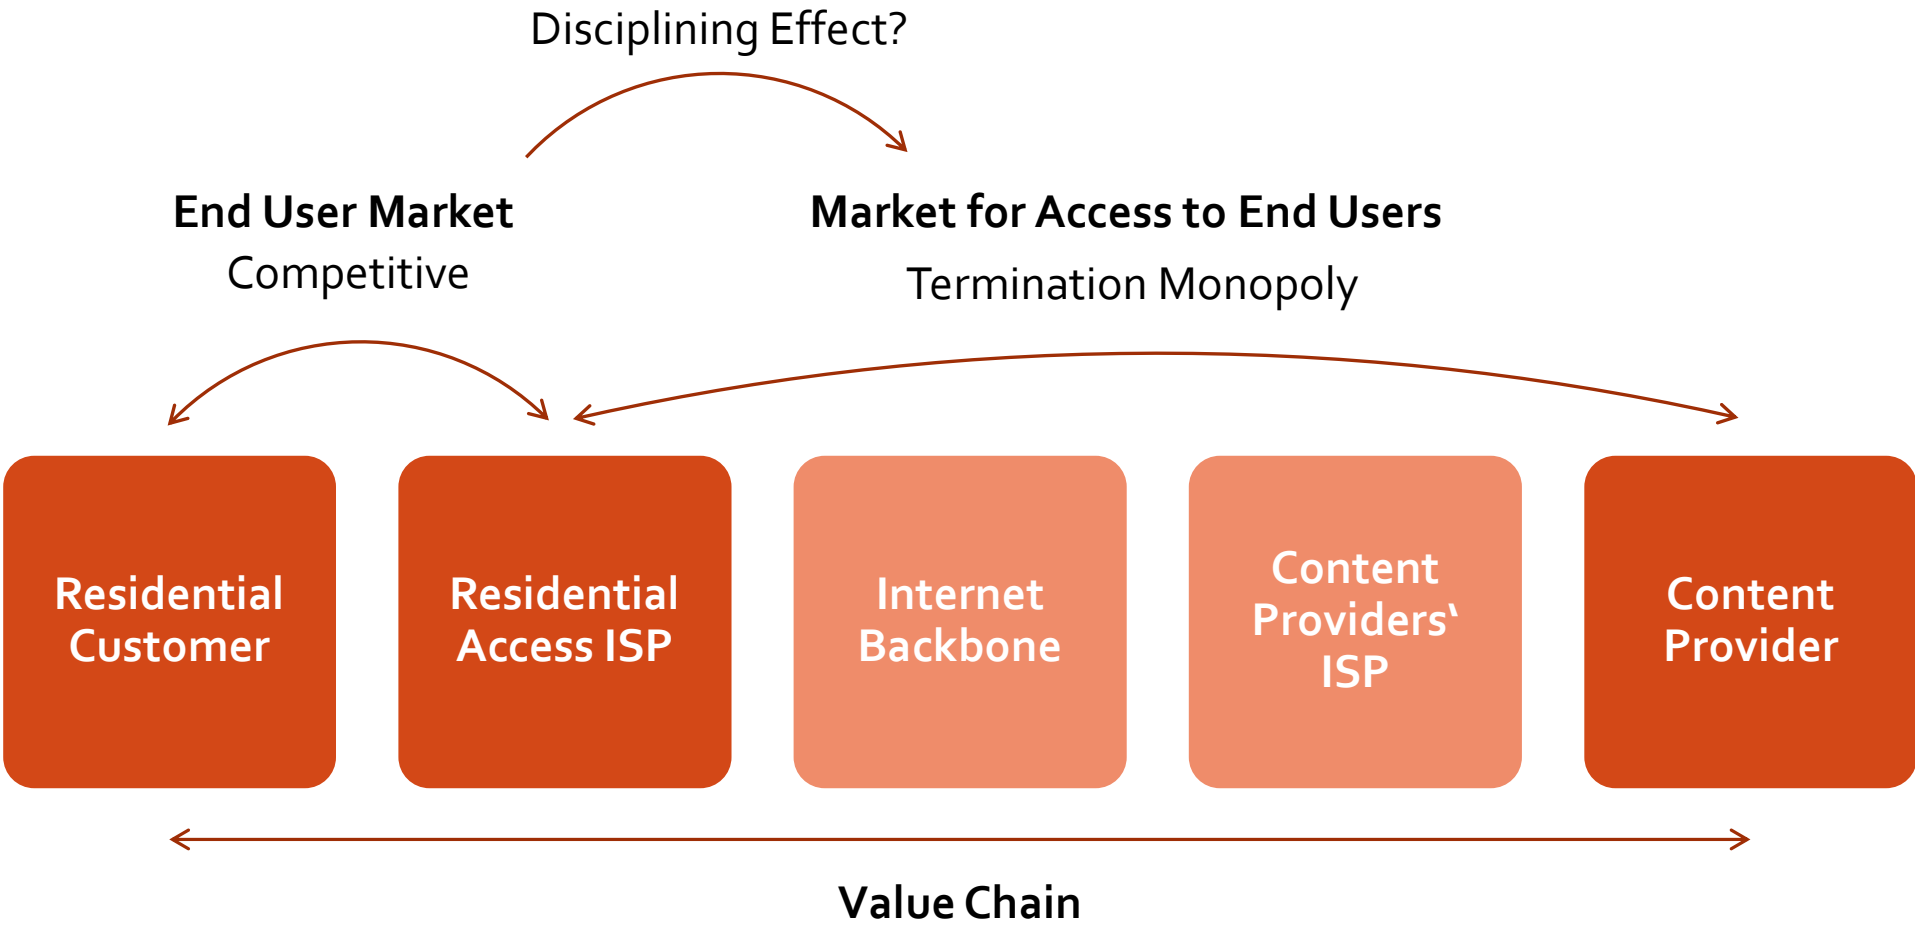 Disciplining Effect?
End User Market
Competitive
Market for Access to End Users
Termination Monopoly
Residential
Customer
Residential
Access ISP
Internet
Backbone
Content
Providers‘
ISP
Content
Provider
Value Chain